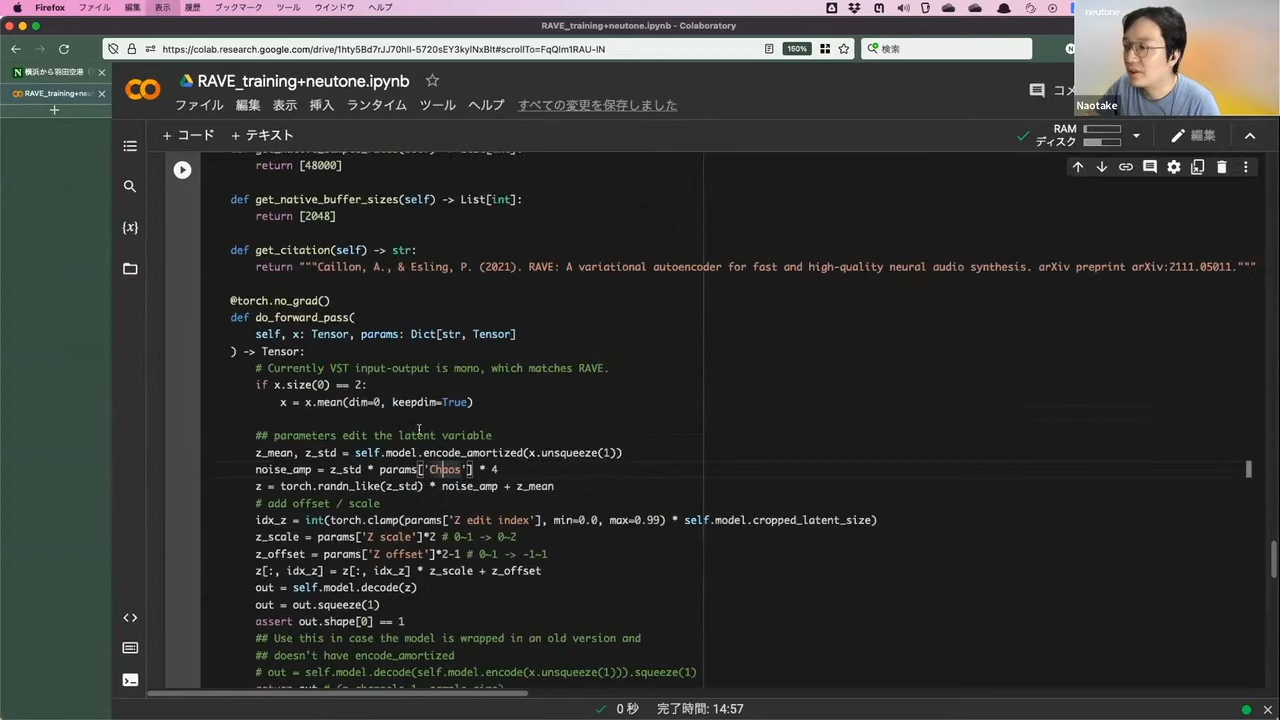 Firefox ファイル 編集 表示 履歴 ブックマーク ツール ウインドウ ヘルプ
RAVE_training+neutone.ipynb - Colaboratory
https://colab.research.google.com/drive/1hty5Bd7rJJ70hlI-5720sEY3kyINxBlt#scrollTo=FqQlm1RAU-lN
150%
検索
neutone
Naotake
横浜から羽田空港
RAVE_training+neu
RAVE_training+neutone.ipynb
ファイル 編集 表示 挿入 ランタイム ツール ヘルプ すべての変更を保存しました
コメ
+ コード + テキスト
RAM
ディスク
編集
return [48000]
def get_native_buffer_sizes(self) -> List[int]:
return [2048]
def get_citation(self) -> str:
return """Caillon, A., & Esling, P. (2021). RAVE: A variational autoencoder for fast and high-quality neural audio synthesis. arXiv preprint arXiv:2111.05011."""
@torch.no_grad()
def do_forward_pass(
self, x: Tensor, params: Dict[str, Tensor]
) -> Tensor:
# Currently VST input-output is mono, which matches RAVE.
if x.size(0) == 2:
x = x.mean(dim=0, keepdim=True)
## parameters edit the latent variable
z_mean, z_std = self.model.encode_amortized(x.unsqueeze(1))
noise_amp = z_std * params['Chaos'] * 4
z = torch.randn_like(z_std) * noise_amp + z_mean
# add offset / scale
idx_z = int(torch.clamp(params['Z edit index'], min=0.0, max=0.99) * self.model.cropped_latent_size)
z_scale = params['Z scale']*2 # 0~1 -> 0~2
z_offset = params['Z offset']*2-1 # 0~1 -> -1~1
z[:, idx_z] = z[:, idx_z] * z_scale + z_offset
out = self.model.decode(z)
out = out.squeeze(1)
assert out.shape[0] == 1
## Use this in case the model is wrapped in an old version and
## doesn't have encode_amortized
# out = self.model.decode(self.model.encode(x.unsqueeze(1))).squeeze(1)
0 秒 完了時間: 14:57